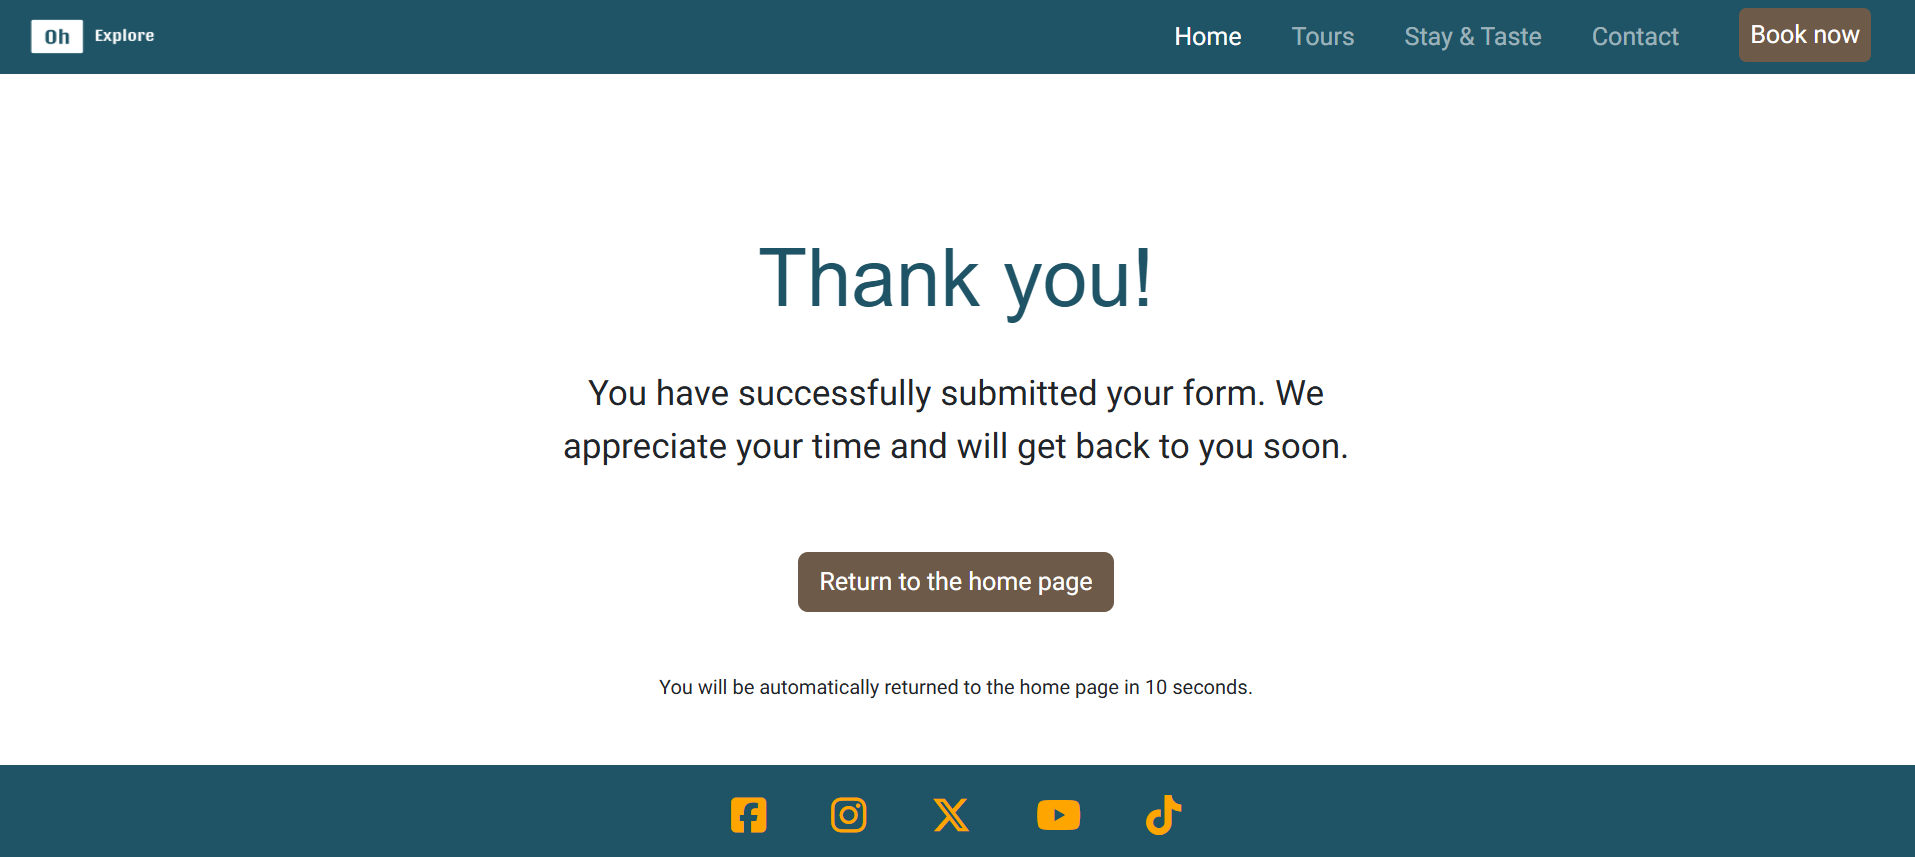 Oh Explore
Home Tours Stay & Taste Contact Book now
Thank you!
You have successfully submitted your form. We
appreciate your time and will get back to you soon.
Return to the home page
You will be automatically returned to the home page in 10 seconds.